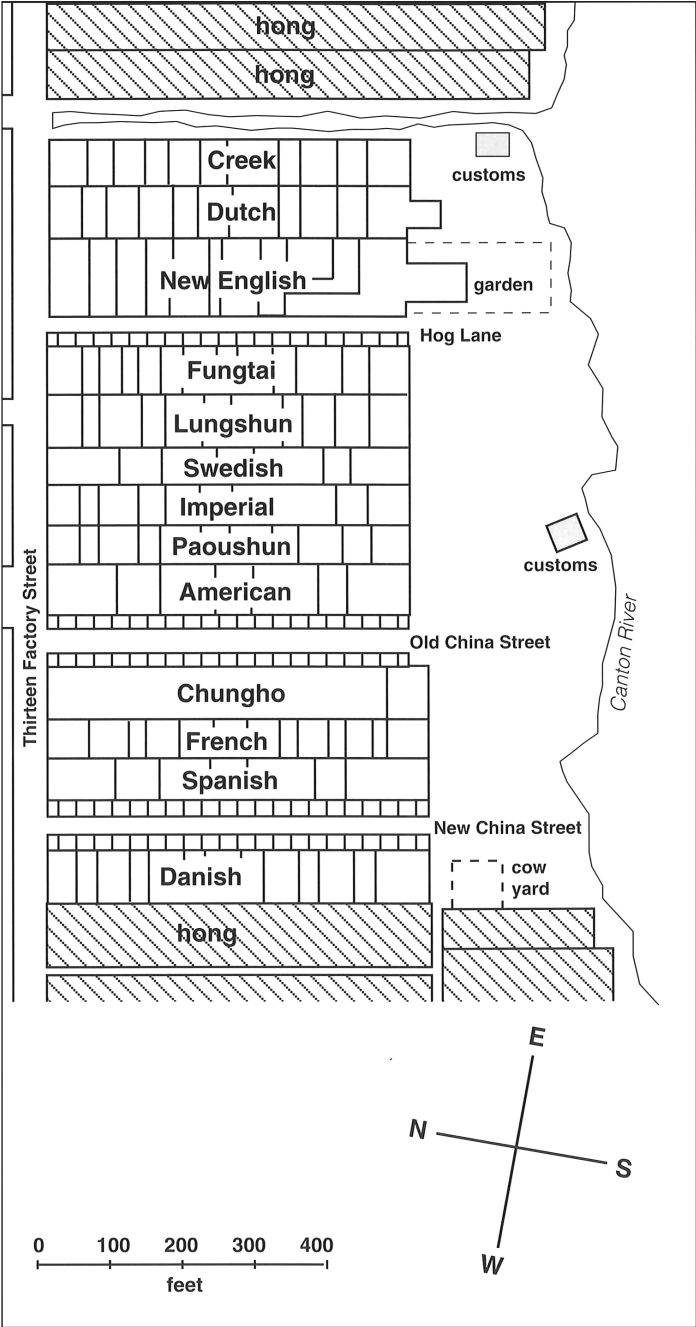 hong
hong
Creek
customs
Dutch
New English
garden
Hog Lane
Fungtai
Lungshun
Swedish
Imperial
Paoushun
customs
American
Thirteen Factory Street
Old China Street
Canton River
Chungho
French
Spanish
New China Street
Danish
cow
yard
hong
E
N
S
W
0 100 200 300 400
feet